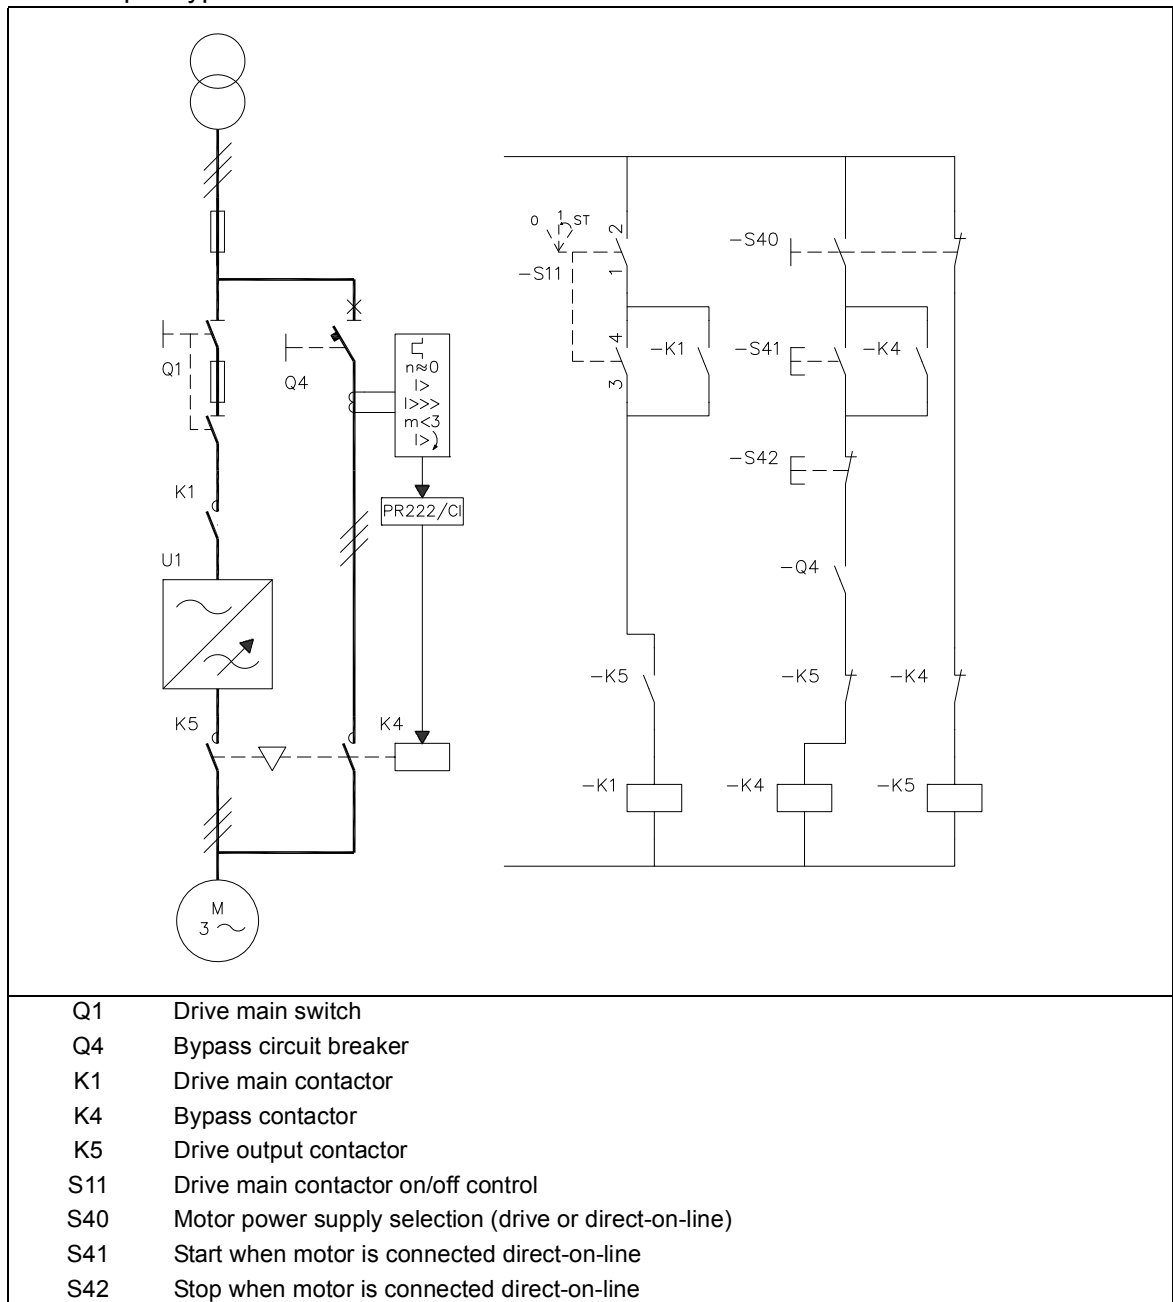 0 1 ST
2
-S40
-S11
1
Q1
Q4
n≈0
I>
I>>>
m<3
I>
4
-K1
-S41
-K4
3
-S42
K1
PR222/CI
U1
-Q4
-K5
-K5
-K4
K5
K4
-K1
-K4
-K5
M
3
Q1 Drive main switch
Q4 Bypass circuit breaker
K1 Drive main contactor
K4 Bypass contactor
K5 Drive output contactor
S11 Drive main contactor on/off control
S40 Motor power supply selection (drive or direct-on-line)
S41 Start when motor is connected direct-on-line
S42 Stop when motor is connected direct-on-line